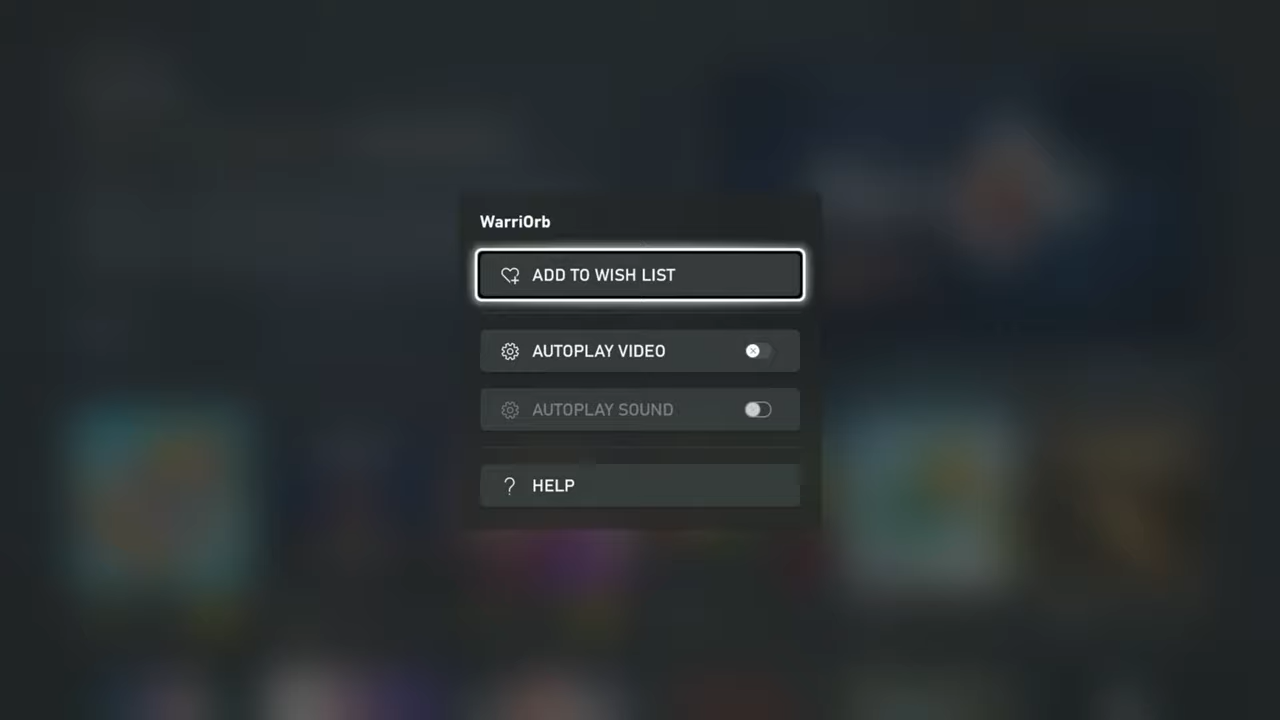 WarriOrb
ADD TO WISH LIST
AUTOPLAY VIDEO
AUTOPLAY SOUND
HELP